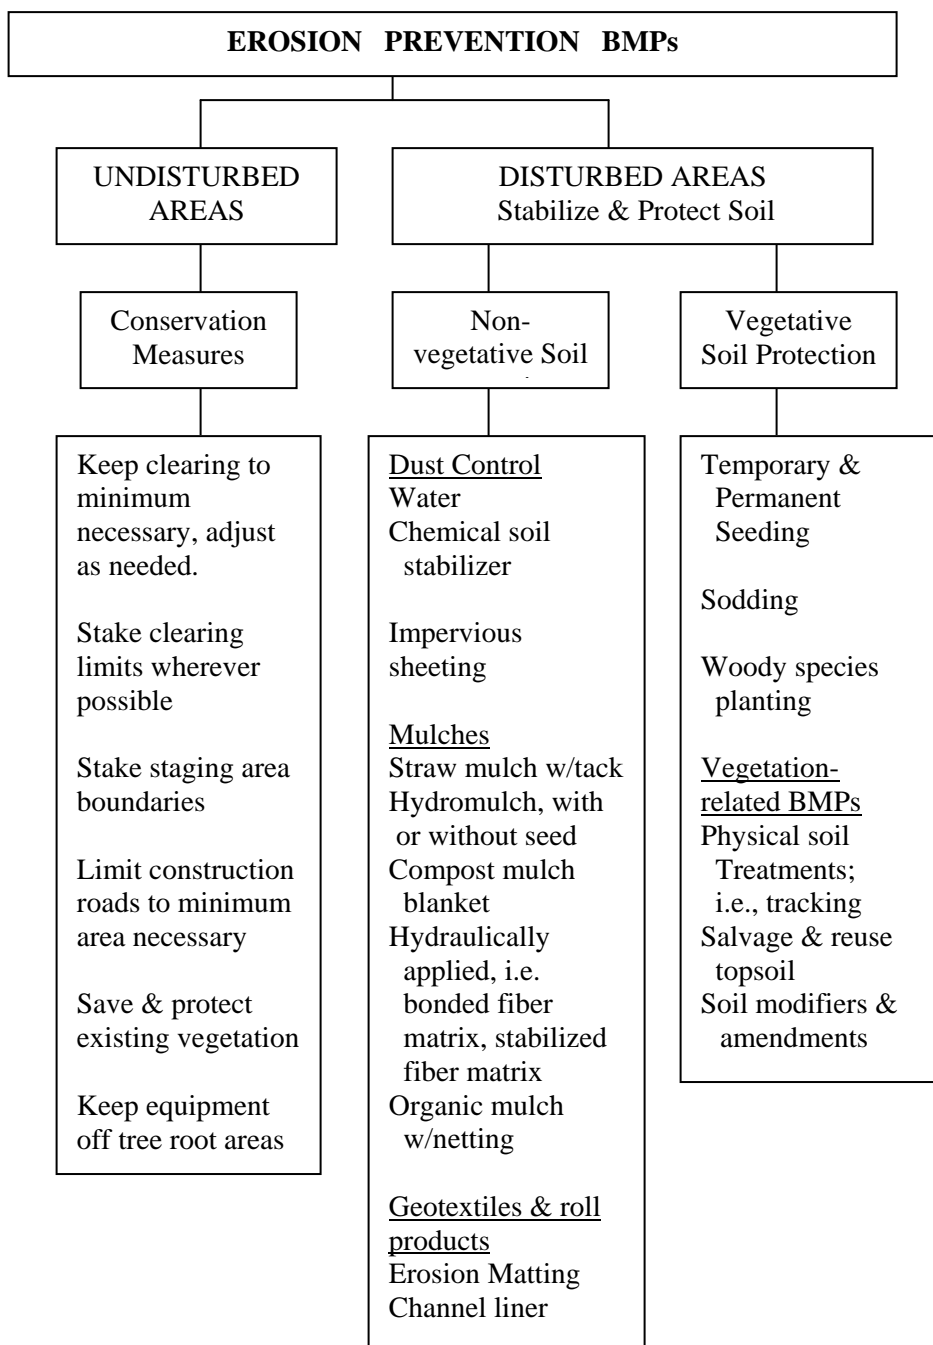 EROSION PREVENTION BMPs
UNDISTURBED
AREAS
DISTURBED AREAS
Stabilize & Protect Soil
Conservation
Measures
Non-
vegetative Soil
Vegetative
Soil Protection
Keep clearing to
minimum
necessary, adjust
as needed.
Stake clearing
limits wherever
possible
Stake staging area
boundaries
Limit construction
roads to minimum
area necessary
Save & protect
existing vegetation
Keep equipment
off tree root areas
Dust Control
Water
Chemical soil
stabilizer
Impervious
sheeting
Mulches
Straw mulch w/tack
Hydromulch, with
or without seed
Compost mulch
blanket
Hydraulically
applied, i.e.
bonded fiber
matrix, stabilized
fiber matrix
Organic mulch
w/netting
Geotextiles & roll
products
Erosion Matting
Channel liner
Temporary &
Permanent
Seeding
Sodding
Woody species
planting
Vegetation-
related BMPs
Physical soil
Treatments;
i.e., tracking
Salvage & reuse
topsoil
Soil modifiers &
amendments